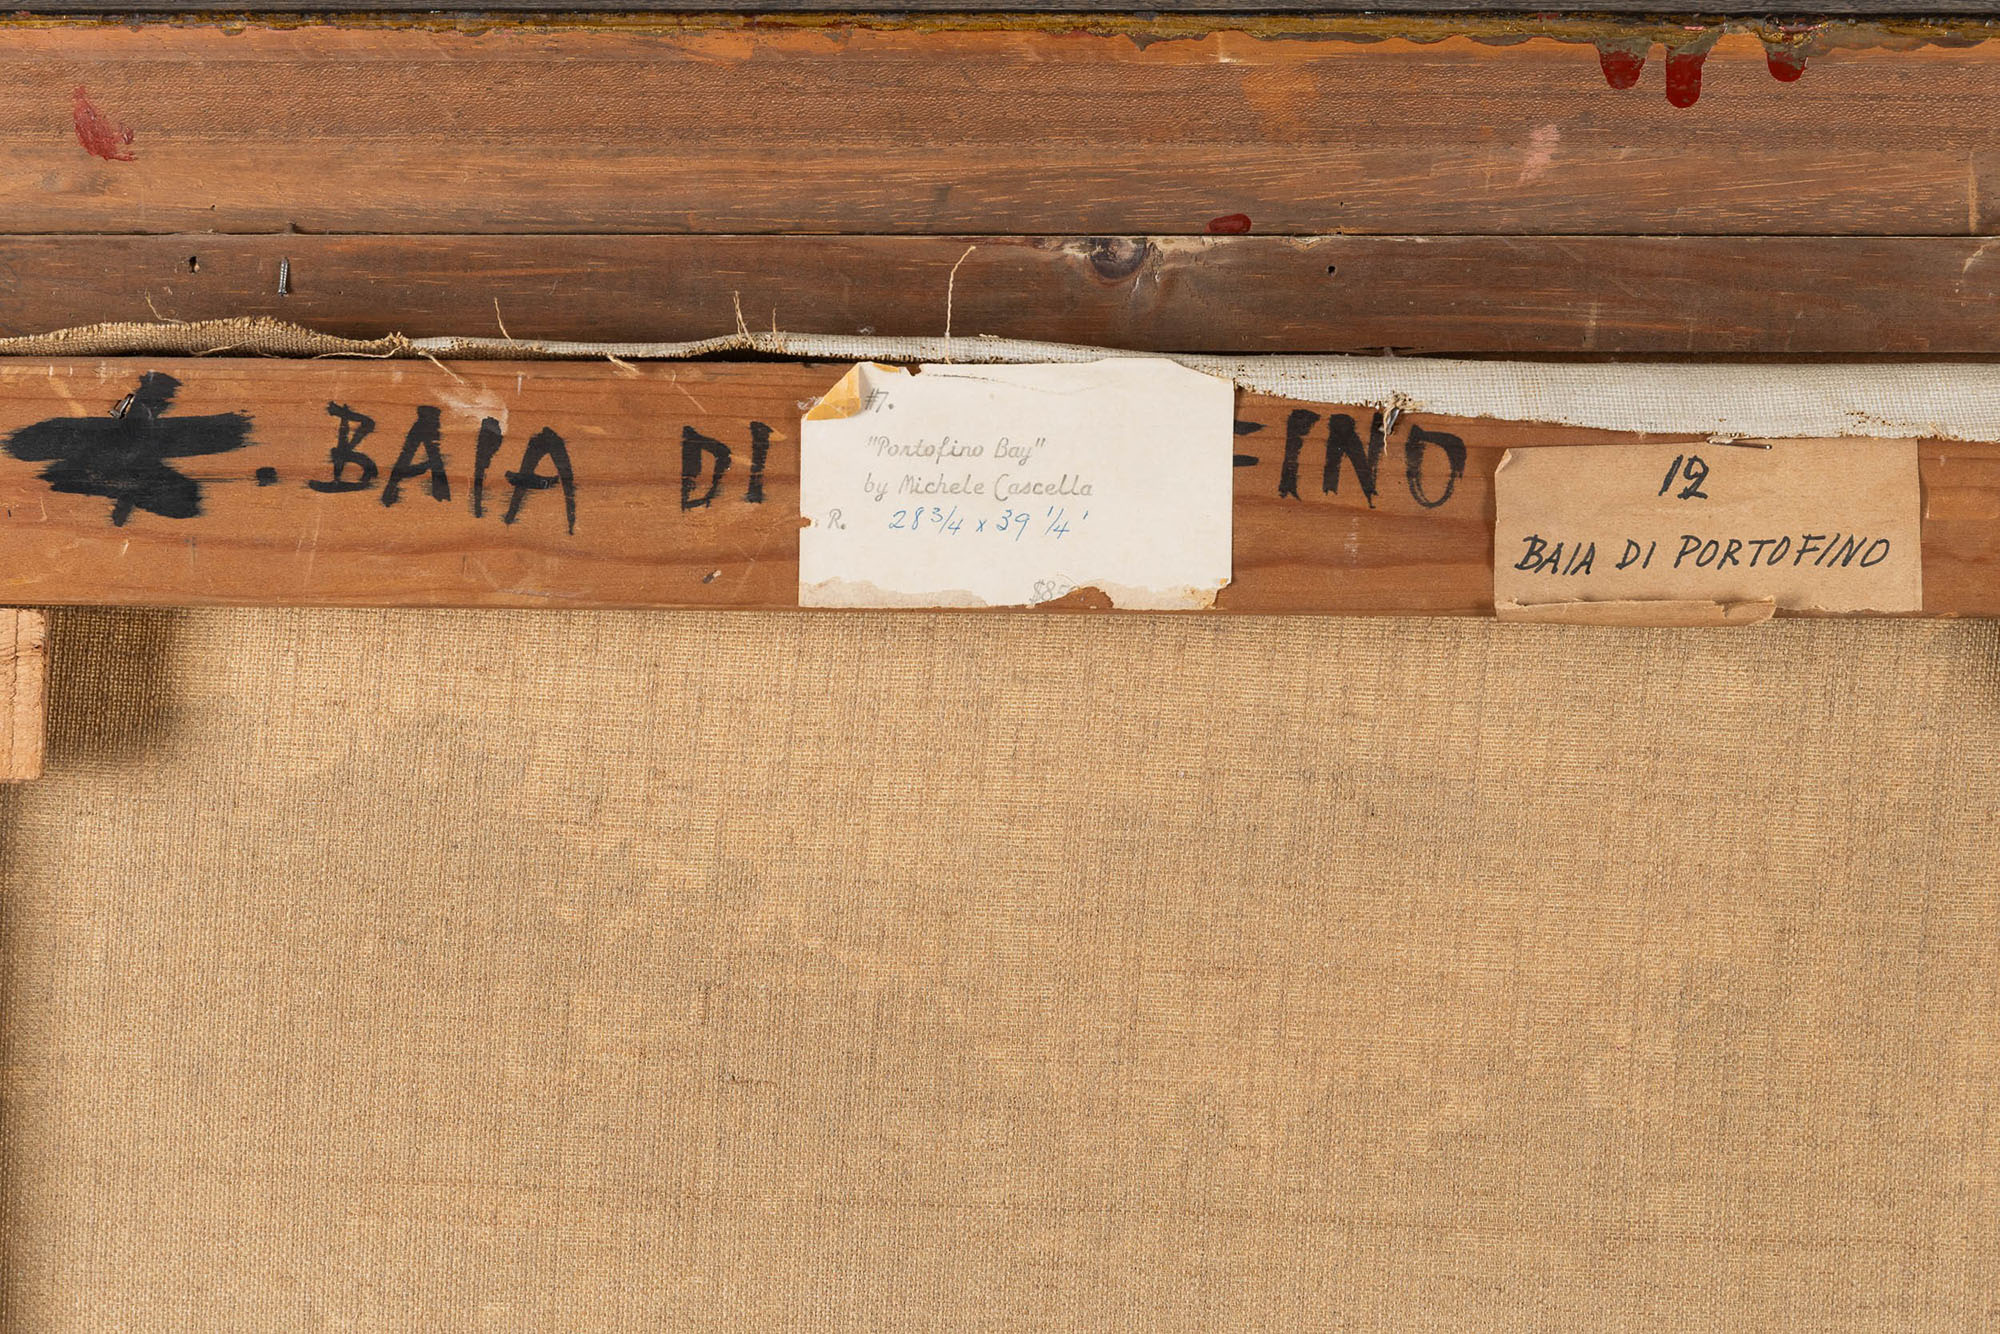 . BAIA DI FINO
#7.
"Portofino Bay"
by Michele Cascella
R. 28 3/4 x 39 1/4'
12
BAIA DI PORTOFINO